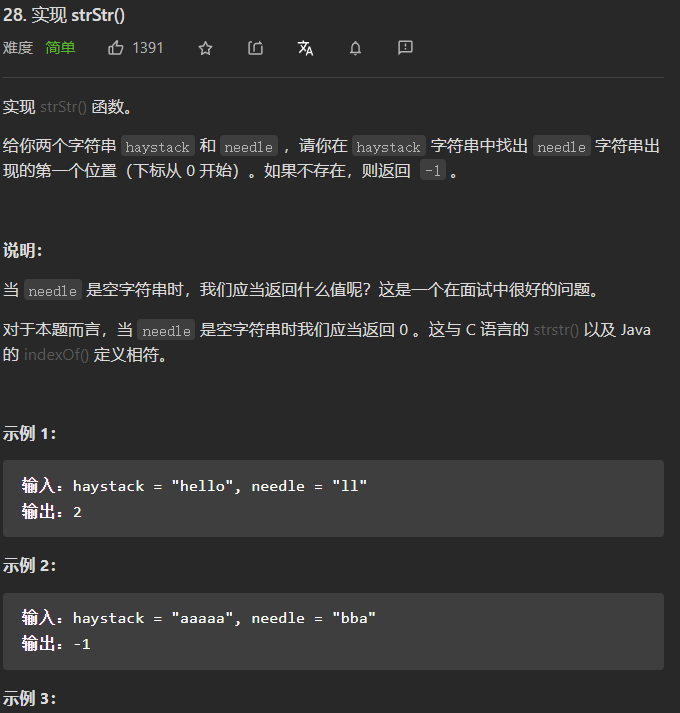 28. 实现 strStr()
难度 简单 1391
实现 strStr() 函数。
给你两个字符串 haystack 和 needle ，请你在 haystack 字符串中找出 needle 字符串出
现的第一个位置（下标从 0 开始）。如果不存在，则返回 -1 。
说明：
当 needle 是空字符串时，我们应当返回什么值呢？这是一个在面试中很好的问题。
对于本题而言，当 needle 是空字符串时我们应当返回 0 。这与 C 语言的 strstr() 以及 Java
的 indexOf() 定义相符。
示例 1：
输入：haystack = "hello", needle = "ll"
输出：2
示例 2：
输入：haystack = "aaaaa", needle = "bba"
输出：-1
示例 3：